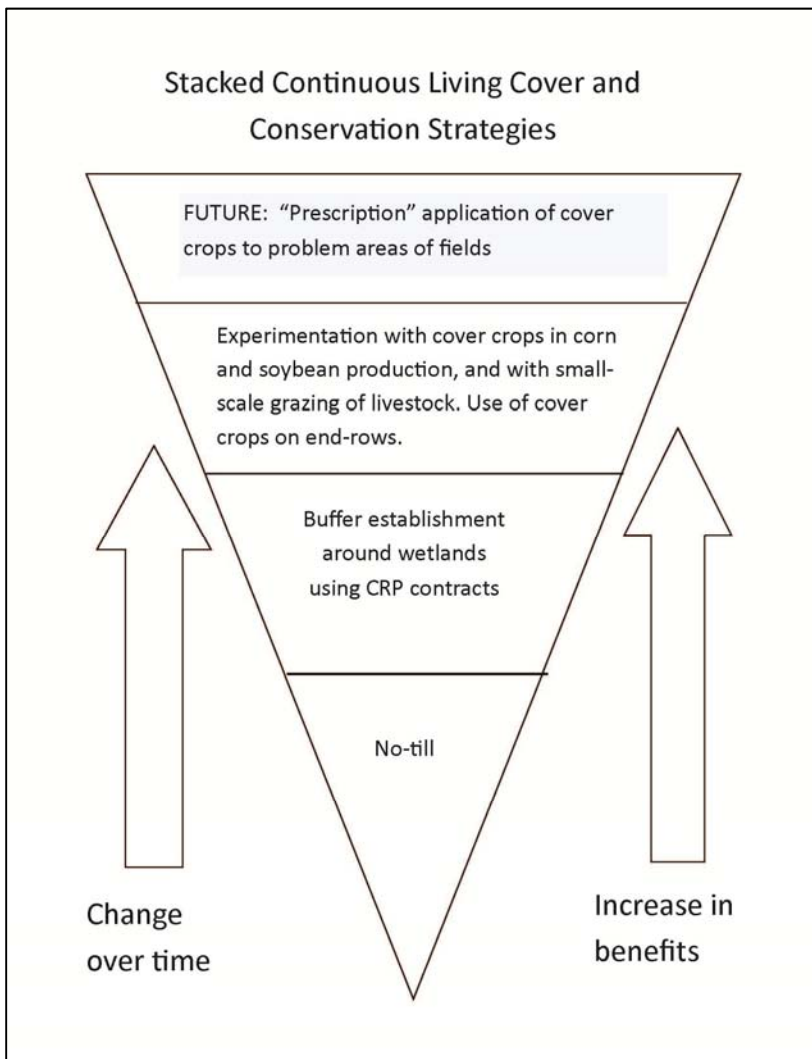 Stacked Continuous Living Cover and
Conservation Strategies
FUTURE: “Prescription” application of cover
crops to problem areas of fields
Experimentation with cover crops in corn
and soybean production, and with small-
scale grazing of livestock. Use of cover
crops on end-rows.
Buffer establishment
around wetlands
using CRP contracts
No-till
Change
over time
Increase in
benefits